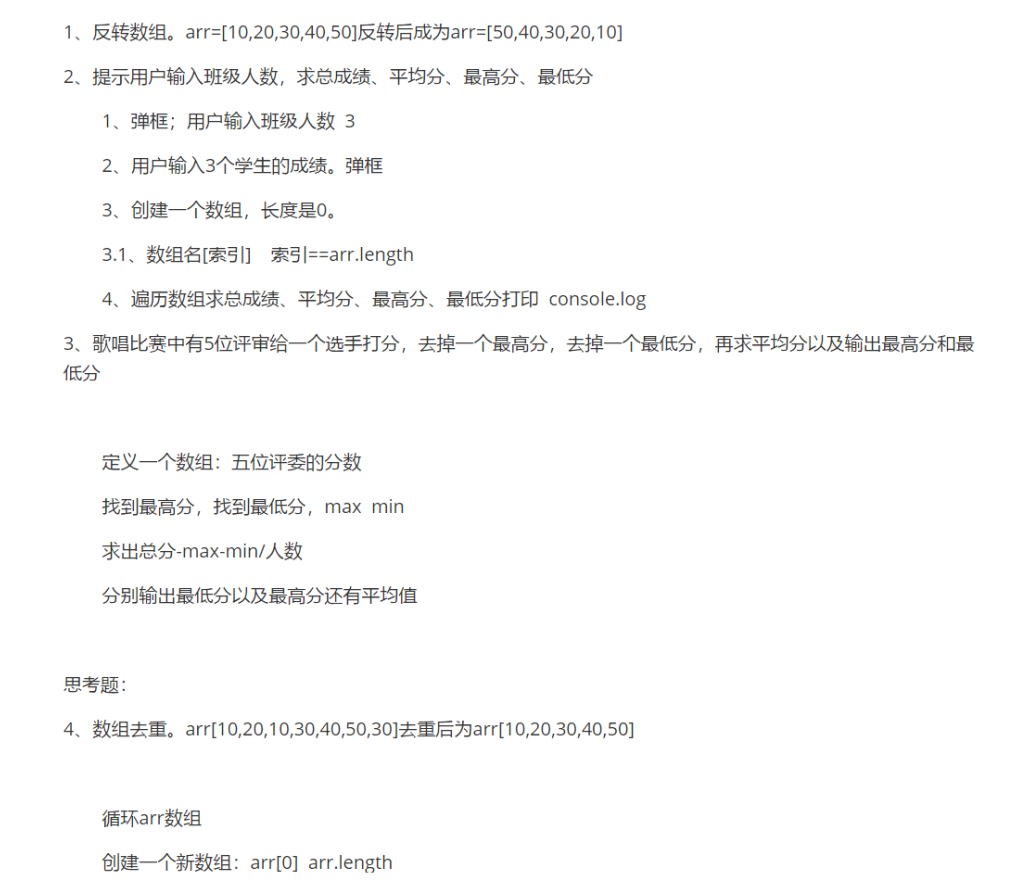 1、反转数组。arr=[10,20,30,40,50]反转后成为arr=[50,40,30,20,10]
2、提示用户输入班级人数，求总成绩、平均分、最高分、最低分
1、弹框；用户输入班级人数 3
2、用户输入3个学生的成绩。弹框
3、创建一个数组，长度是0。
3.1、数组名[索引] 索引==arr.length
4、遍历数组求总成绩、平均分、最高分、最低分打印 console.log
3、歌唱比赛中有5位评审给一个选手打分，去掉一个最高分，去掉一个最低分，再求平均分以及输出最高分和最
低分
定义一个数组：五位评委的分数
找到最高分，找到最低分，max min
求出总分-max-min/人数
分别输出最低分以及最高分还有平均值
思考题：
4、数组去重。arr[10,20,10,30,40,50,30]去重后为arr[10,20,30,40,50]
循环arr数组
创建一个新数组：arr[0] arr.length